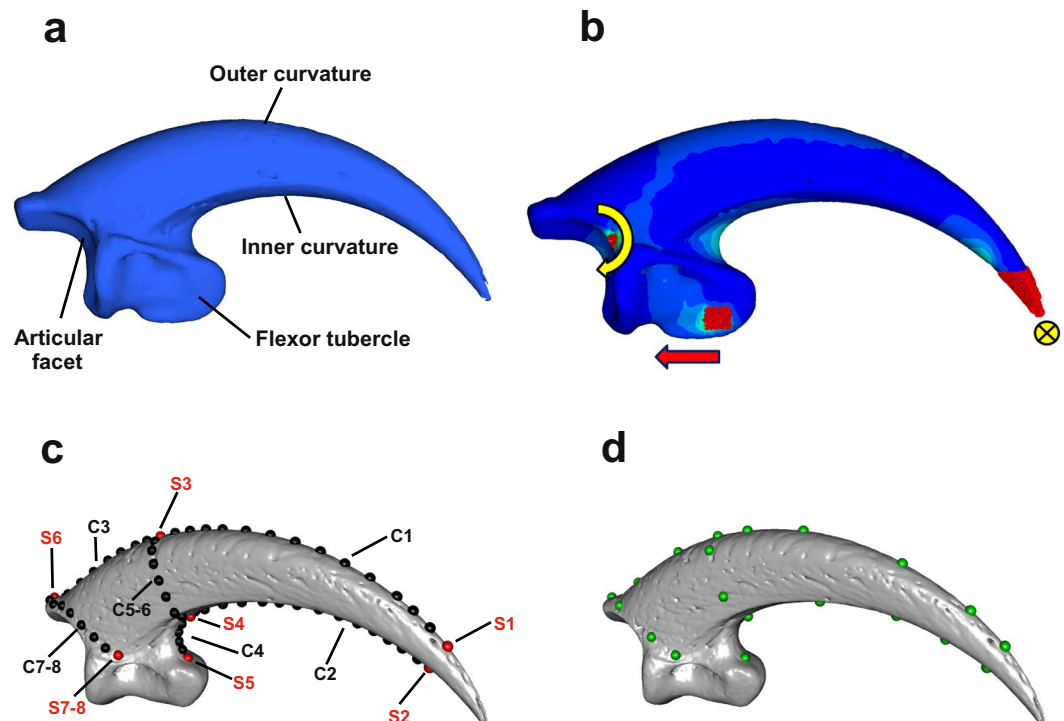 a
b
Outer curvature
Inner curvature
Articular
facet
Flexor tubercle
c
d
S3
C3
S6
C1
C5-6
S4
S1
C4
C7-8
C2
S5
S7-8
S2